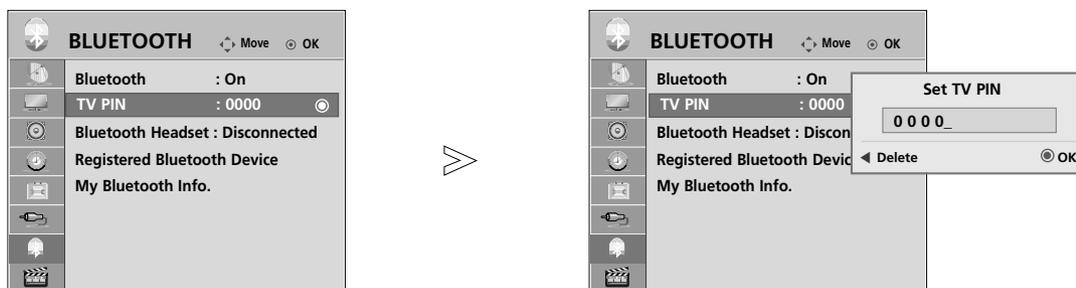 BLUETOOTH Move OK
Bluetooth : On
TV PIN : 0000
Bluetooth Headset : Disconnected
Registered Bluetooth Device
My Bluetooth Info.
BLUETOOTH Move OK
Bluetooth : On
TV PIN : 0000
Bluetooth Headset : Discon
Registered Bluetooth Devic
My Bluetooth Info.
Set TV PIN
0 0 0 0_
Delete OK